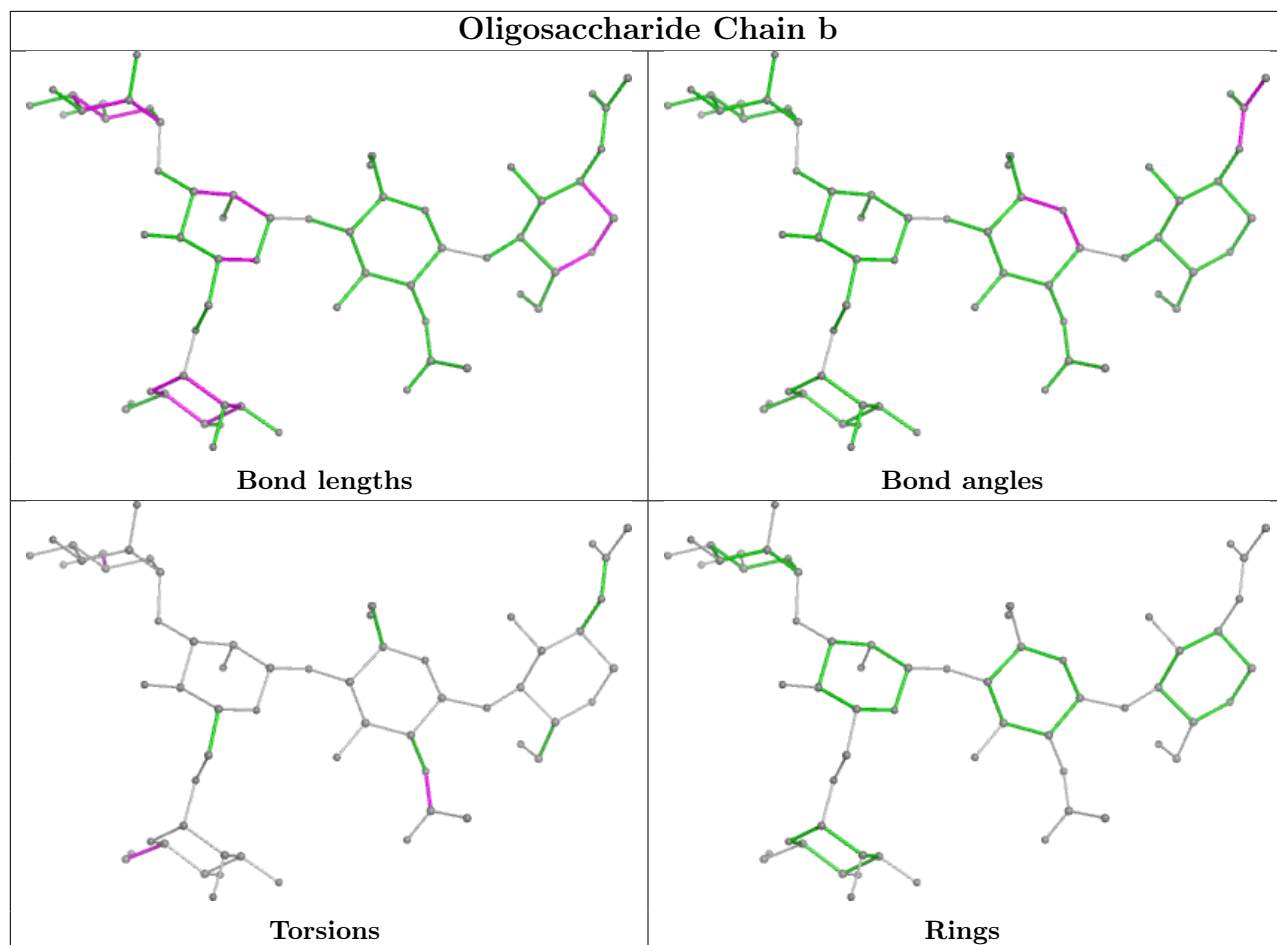 Oligosaccharide Chain b
Bond lengths
Bond angles
Torsions
Rings